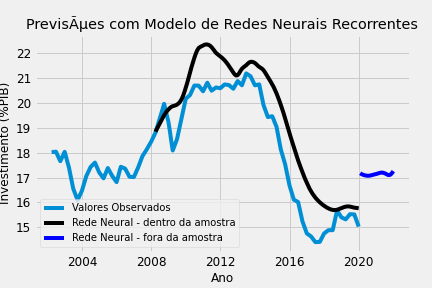 PrevisÃµes com Modelo de Redes Neurais Recorrentes
Investimento (%PIB)
22
21
20
19
18
17
16
15
Valores Observados
Rede Neural - dentro da amostra
Rede Neural - fora da amostra
2004
2008
2012
2016
2020
Ano